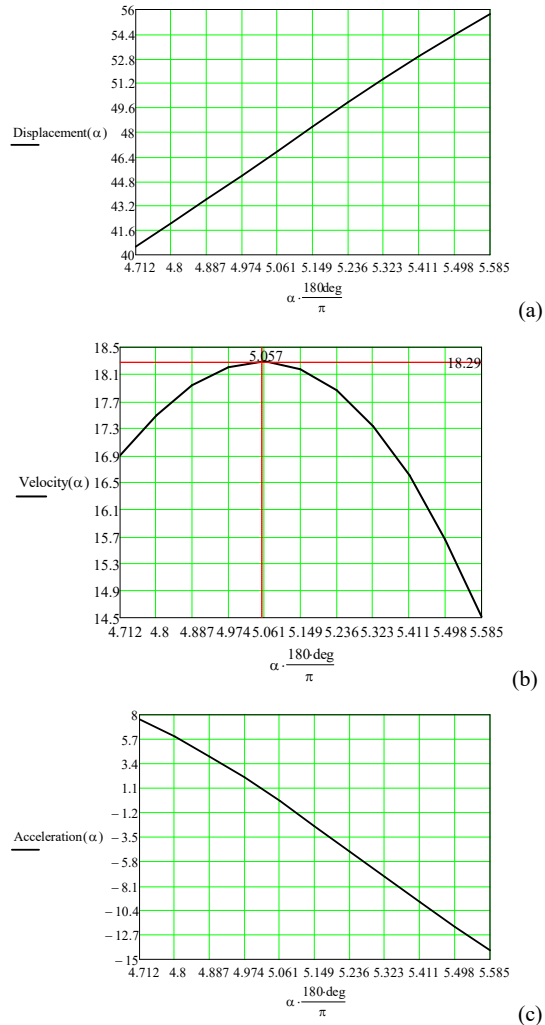 56
54.4
52.8
51.2
49.6
Displacement(α) 48
46.4
44.8
43.2
41.6
40
4.712 4.8 4.887 4.974 5.061 5.149 5.236 5.323 5.411 5.498 5.585
α·180deg/π
(a)
18.5
5.057 18.29
18.1
17.7
17.3
16.9
Velocity(α) 16.5
16.1
15.7
15.3
14.9
14.5
4.712 4.8 4.887 4.974 5.061 5.149 5.236 5.323 5.411 5.498 5.585
α·180·deg/π
(b)
8
5.7
3.4
1.1
−1.2
Acceleration(α) −3.5
−5.8
−8.1
−10.4
−12.7
−15
4.712 4.8 4.887 4.974 5.061 5.149 5.236 5.323 5.411 5.498 5.585
α·180·deg/π
(c)